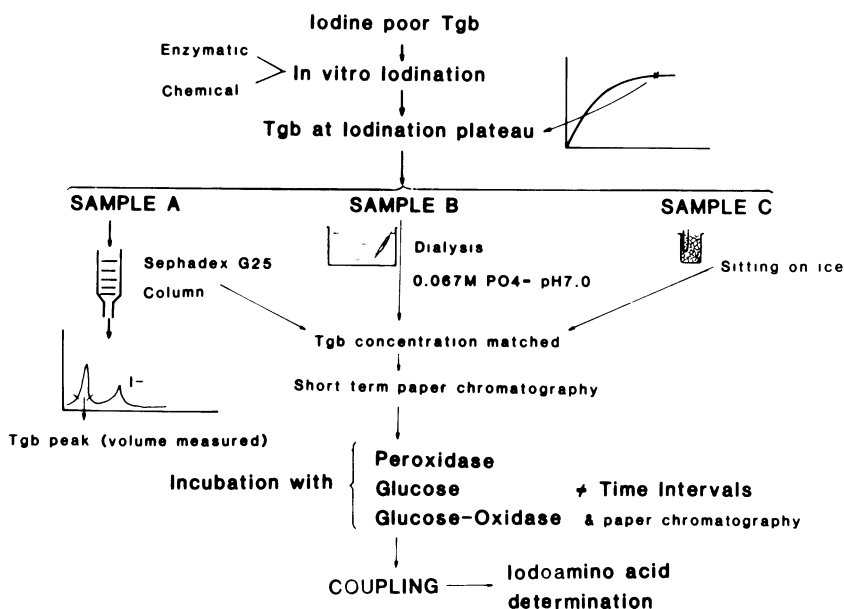 Iodine poor Tgb
Enzymatic
Chemical
In vitro Iodination
Tgb at Iodination plateau
SAMPLE A
SAMPLE B
SAMPLE C
Sephadex G25
Column
Dialysis
0.067M PO4- pH7.0
Sitting on ice
Tgb concentration matched
I-
Short term paper chromatography
Tgb peak (volume measured)
Incubation with
Peroxidase
Glucose
Glucose-Oxidase
≠ Time Intervals
& paper chromatography
COUPLING
Iodoamino acid
determination